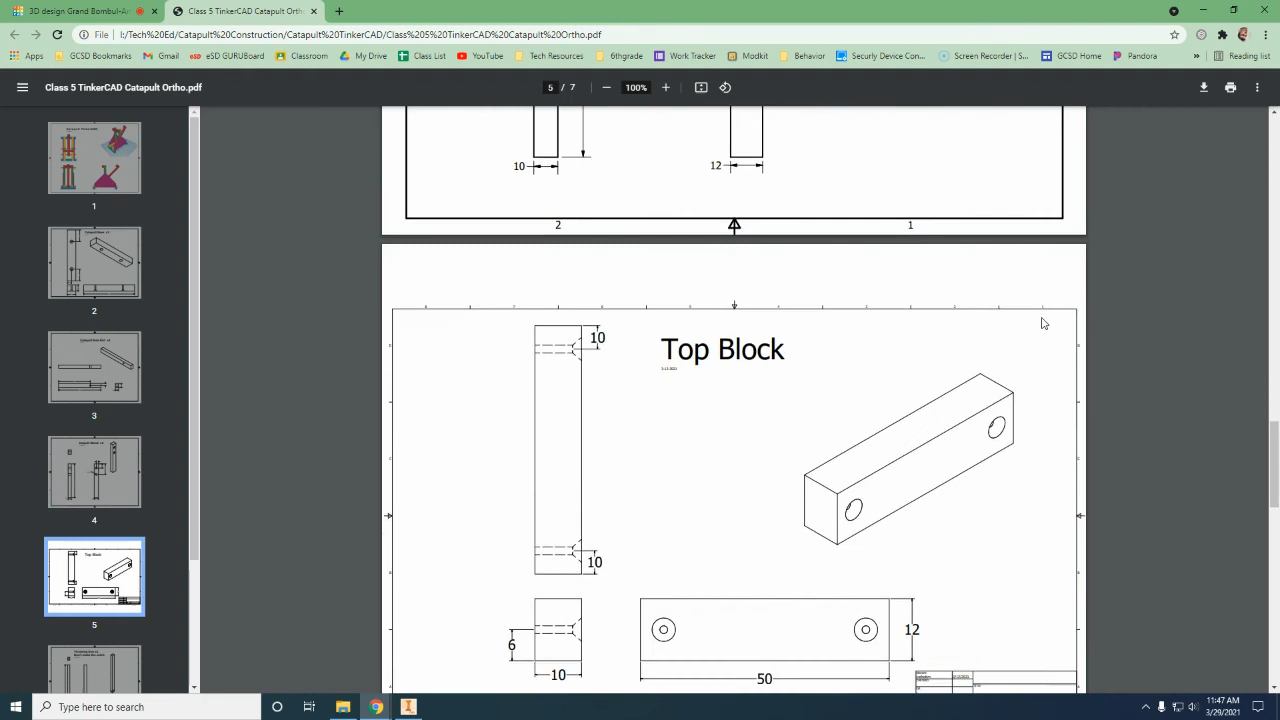 3D design Grand Bombul-An
Class 5 TinkerCAD Catapult Orth
File | I:/Tech%20Ed/Catapult%20Construction/Catapult%20TinkerCAD/Class%205%20TinkerCAD%20Catapult%20Ortho.pdf
Apps GCSD Bookmarks Gmail eSD GURUBoard Classroom My Drive Class List YouTube Tech Resources 6thgrade Work Tracker Modkit Behavior Securly Device Con... Screen Recorder | S... GCSD Home Pandora » Reading list
Class 5 TinkerCAD Catapult Ortho.pdf
5 / 7
100%
1
2
3
4
Top Block
5
10
12
2
1
Top Block
10
10
6
10
12
50
Type here to search
11:47 AM
3/29/2021